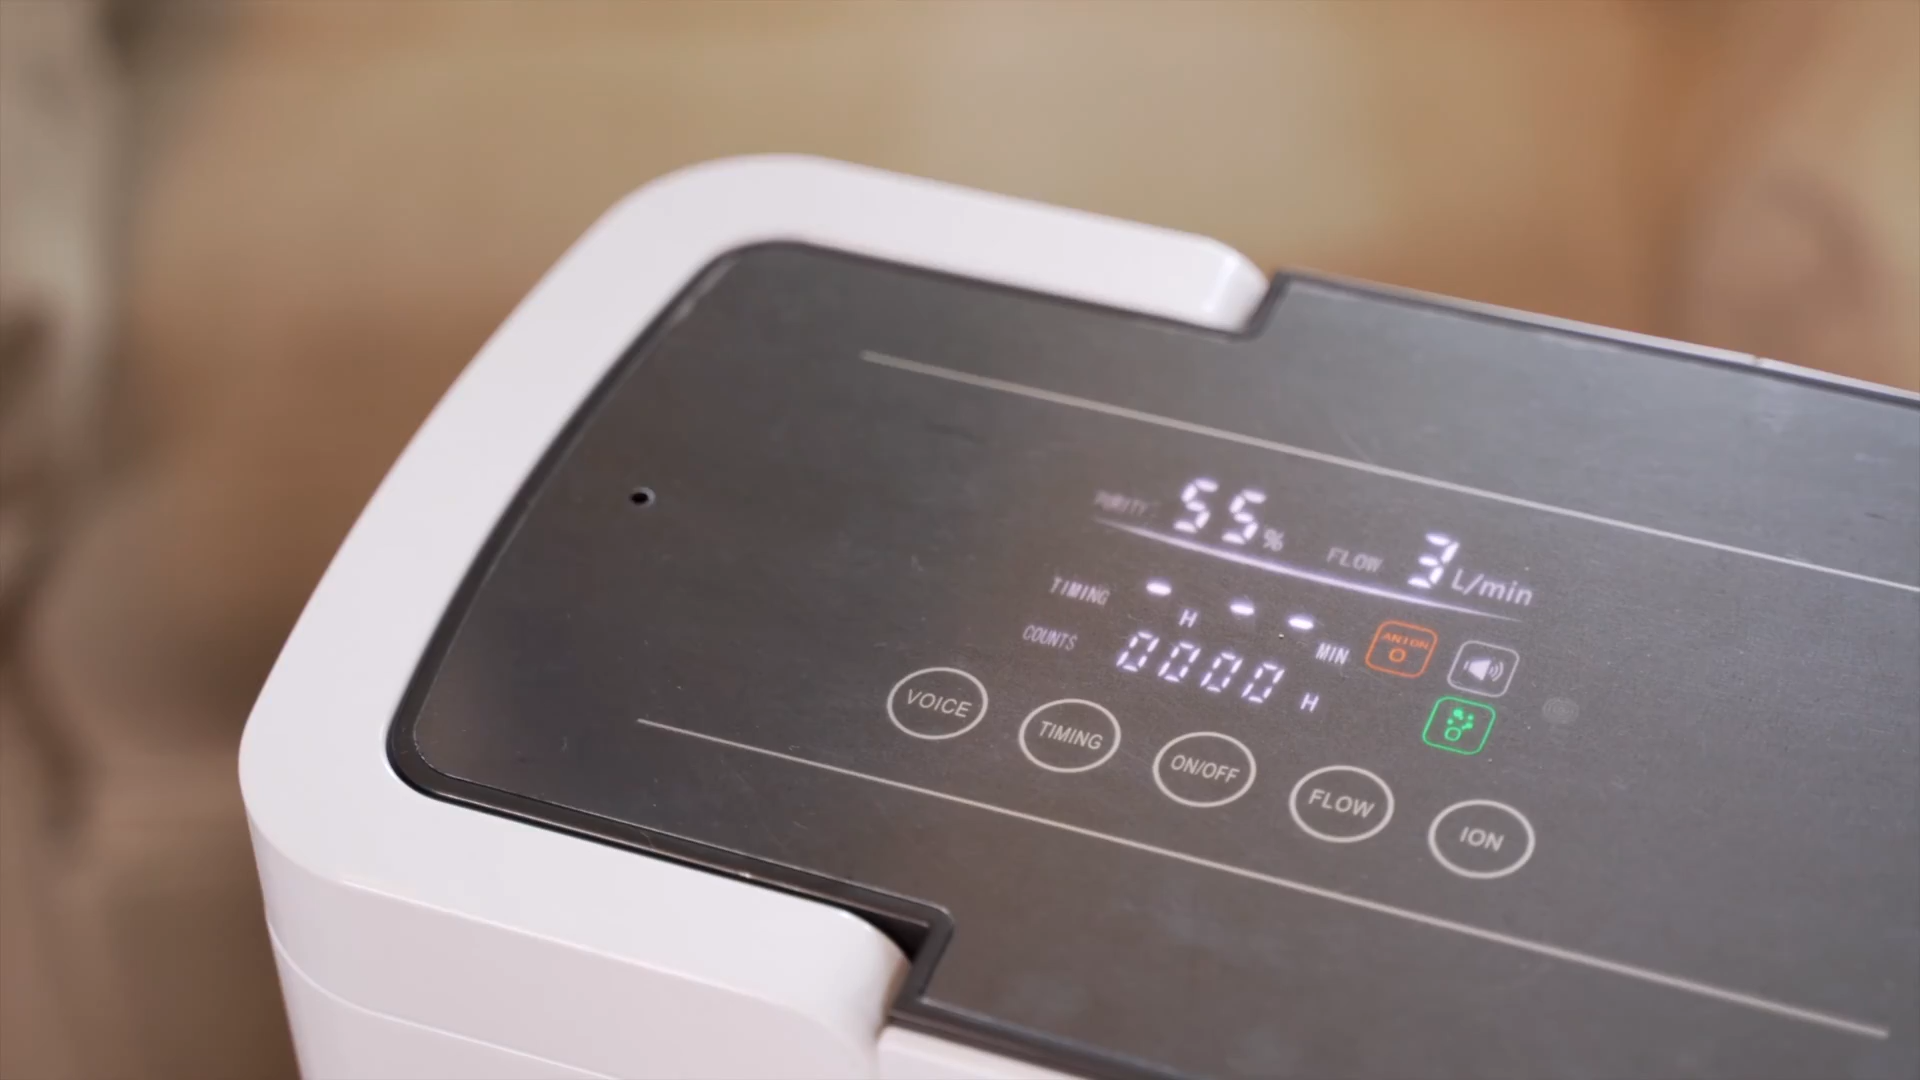 PURITY: 55%
FLOW 3 L/min
TIMING - H - - MIN
COUNTS 0000 H
ANION
VOICE
TIMING
ON/OFF
FLOW
ION